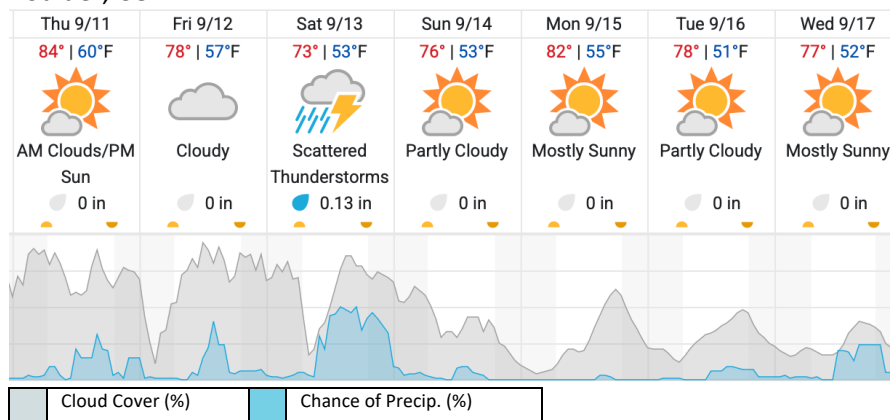 Thu 9/11 Fri 9/12 Sat 9/13 Sun 9/14 Mon 9/15 Tue 9/16 Wed 9/17
84° | 60°F 78° | 57°F 73° | 53°F 76° | 53°F 82° | 55°F 78° | 51°F 77° | 52°F
AM Clouds/PM Cloudy Scattered Partly Cloudy Mostly Sunny Partly Cloudy Mostly Sunny
Sun Thunderstorms
0 in 0 in 0.13 in 0 in 0 in 0 in 0 in
Cloud Cover (%) Chance of Precip. (%)